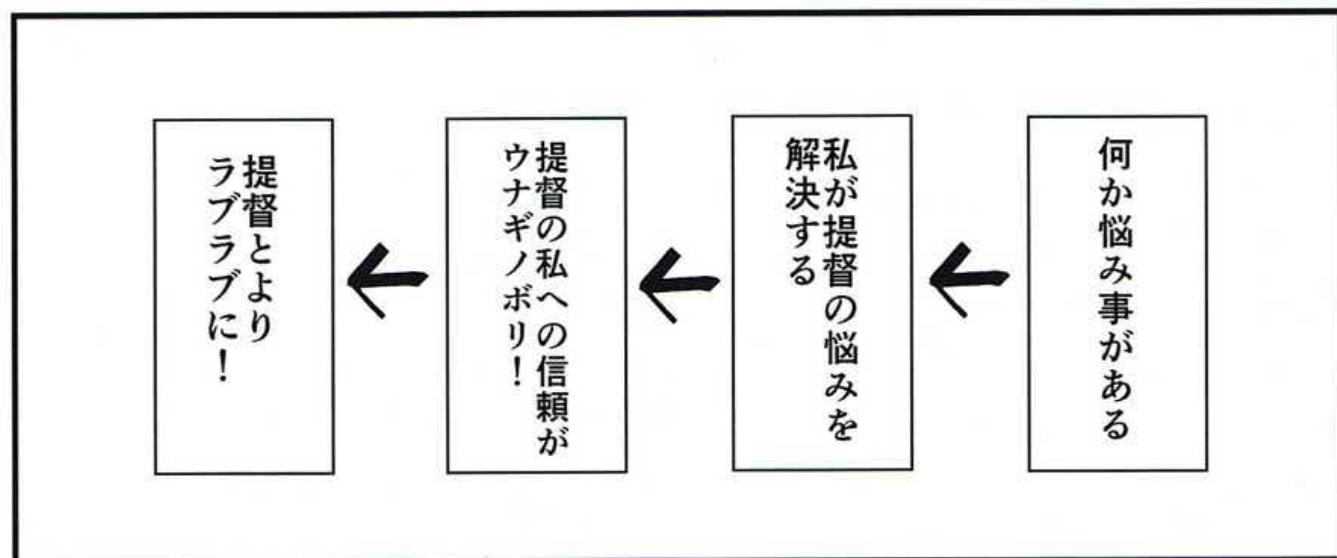 何か悩み事がある
私が提督の悩みを
解決する
提督の私への信頼が
ウナギノボリ！
提督とより
ラブラブに！